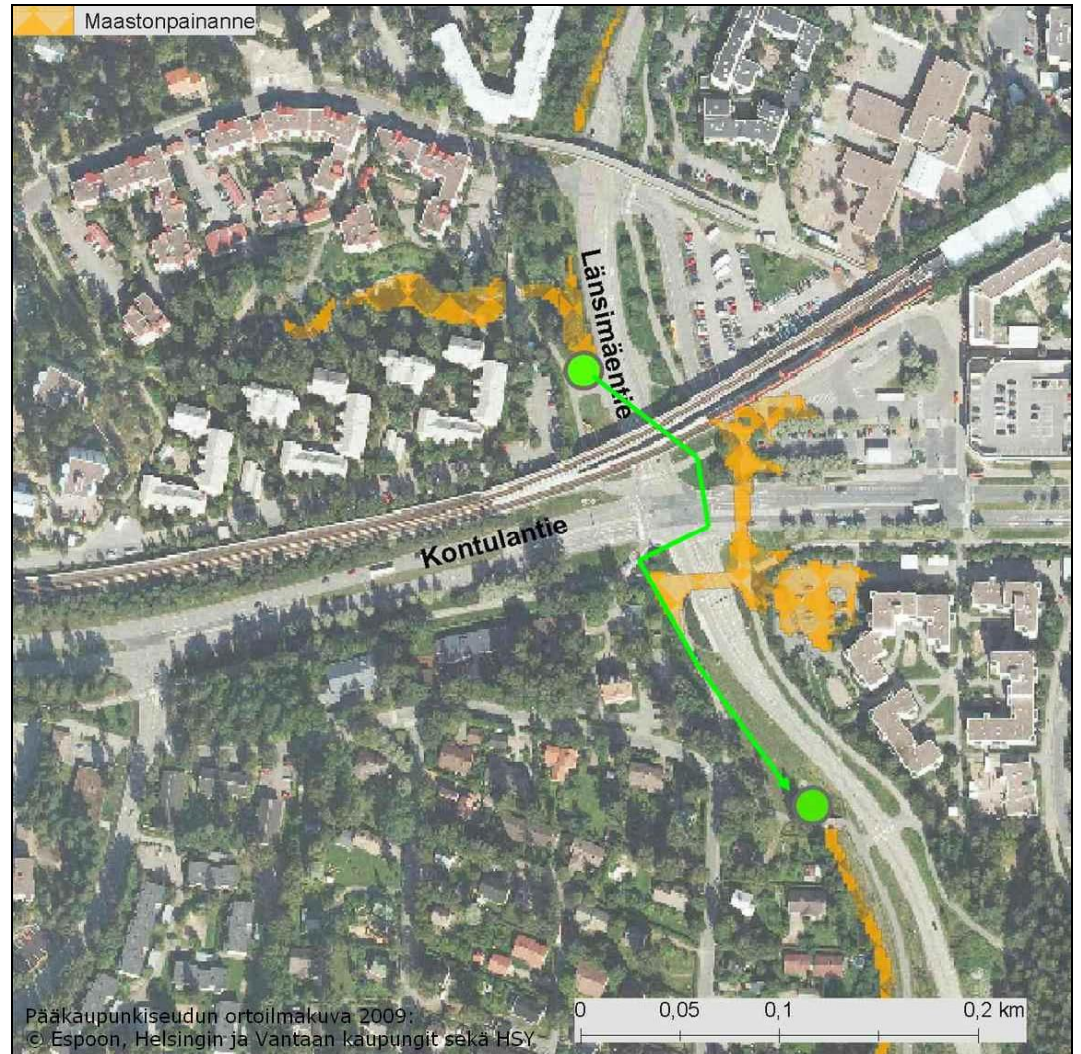 Maastonpainanne
Länsimäentie
Kontulantie
0 0,05 0,1 0,2 km
Pääkaupunkiseudun ortoilmakuva 2009:
© Espoon, Helsingin ja Vantaan kaupungit sekä HSY